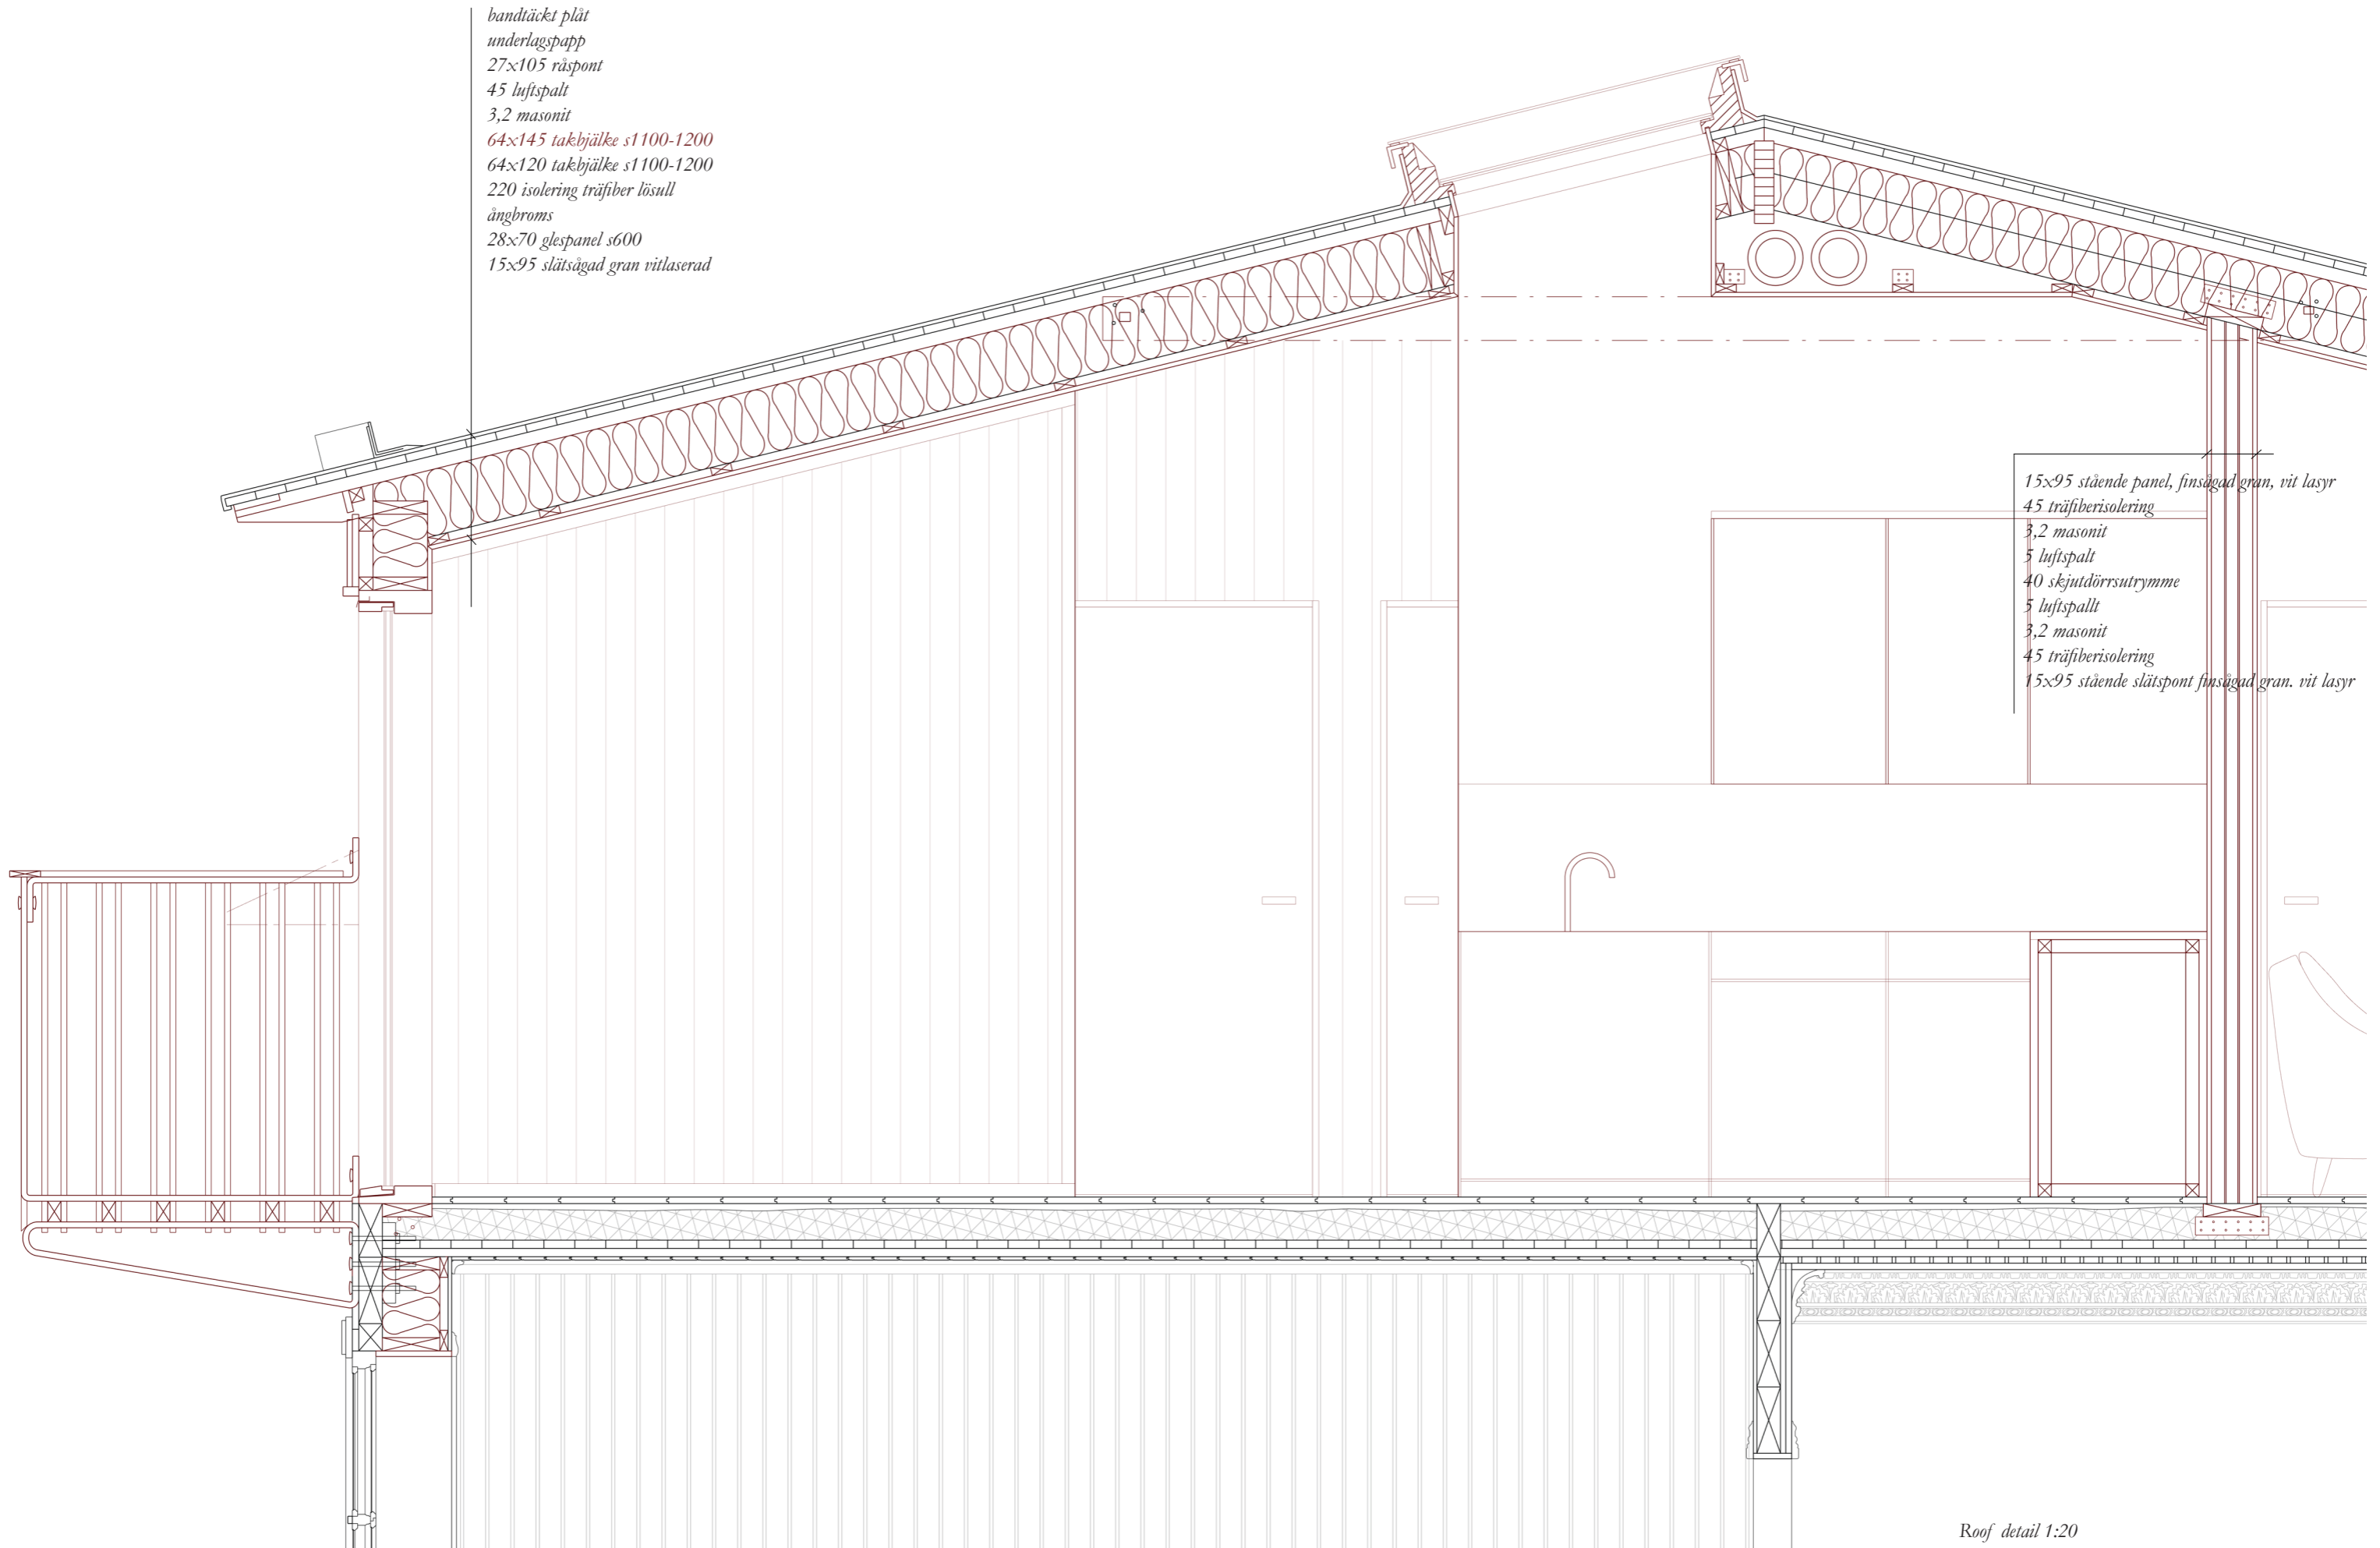 bandtäckt plåt
underlagspapp
27x105 råspont
45 luftspalt
3,2 masonit
64x145 takbjälke s1100-1200
64x120 takbjälke s1100-1200
220 isolering träfiber lösull
ångbroms
28x70 glespanel s600
15x95 slätsågad gran vitlaserad
15x95 stående panel, finsågad gran, vit lasyr
45 träfiberisolering
3,2 masonit
5 luftspalt
40 skjutdörrsutrymme
5 luftspallt
3,2 masonit
45 träfiberisolering
15x95 stående slätspont finsågad gran. vit lasyr
Roof detail 1:20